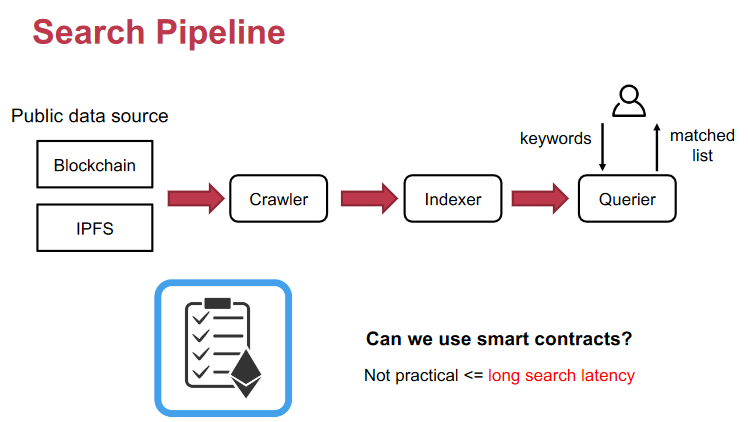 Search Pipeline
Public data source
Blockchain
IPFS
Crawler
Indexer
Querier
keywords
matched
list
Can we use smart contracts?
Not practical <= long search latency